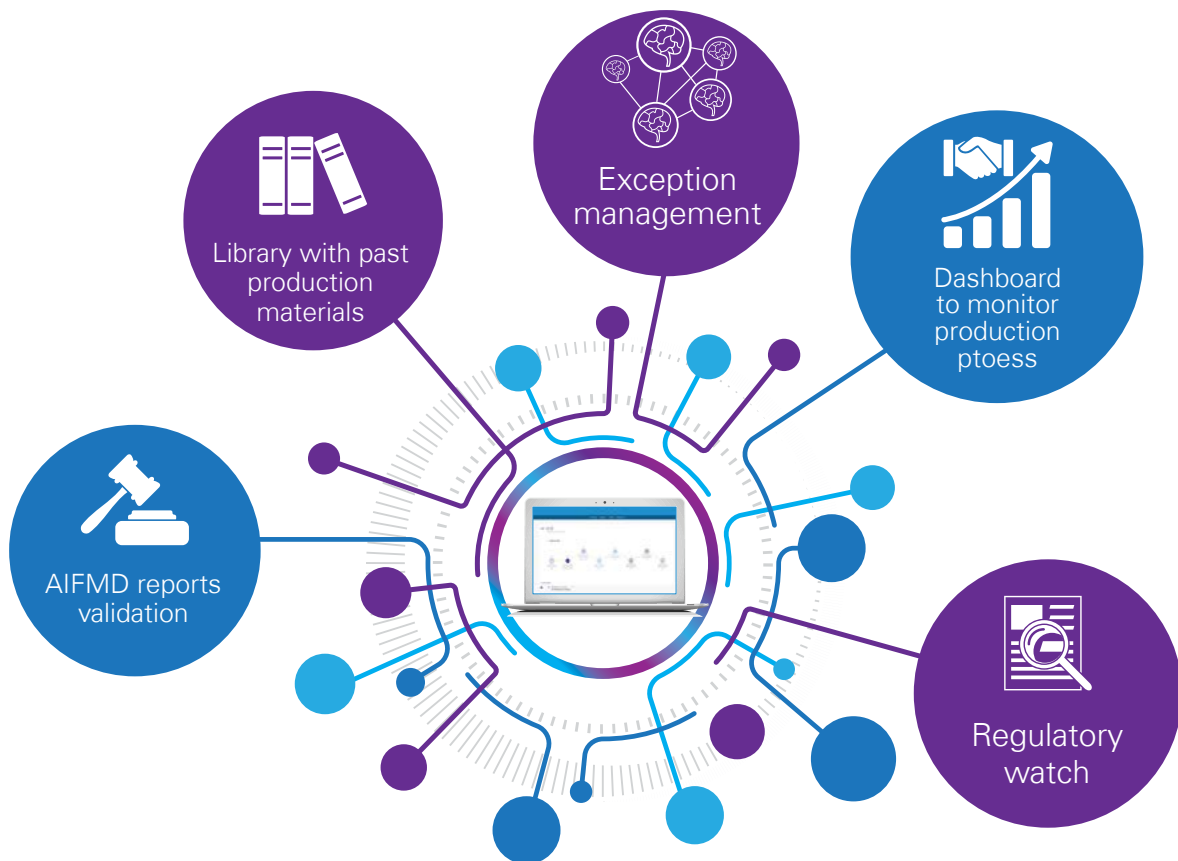 Exception
management
Library with past
production
materials
Dashboard
to monitor
production
ptoess
AIFMD reports
validation
Regulatory
watch